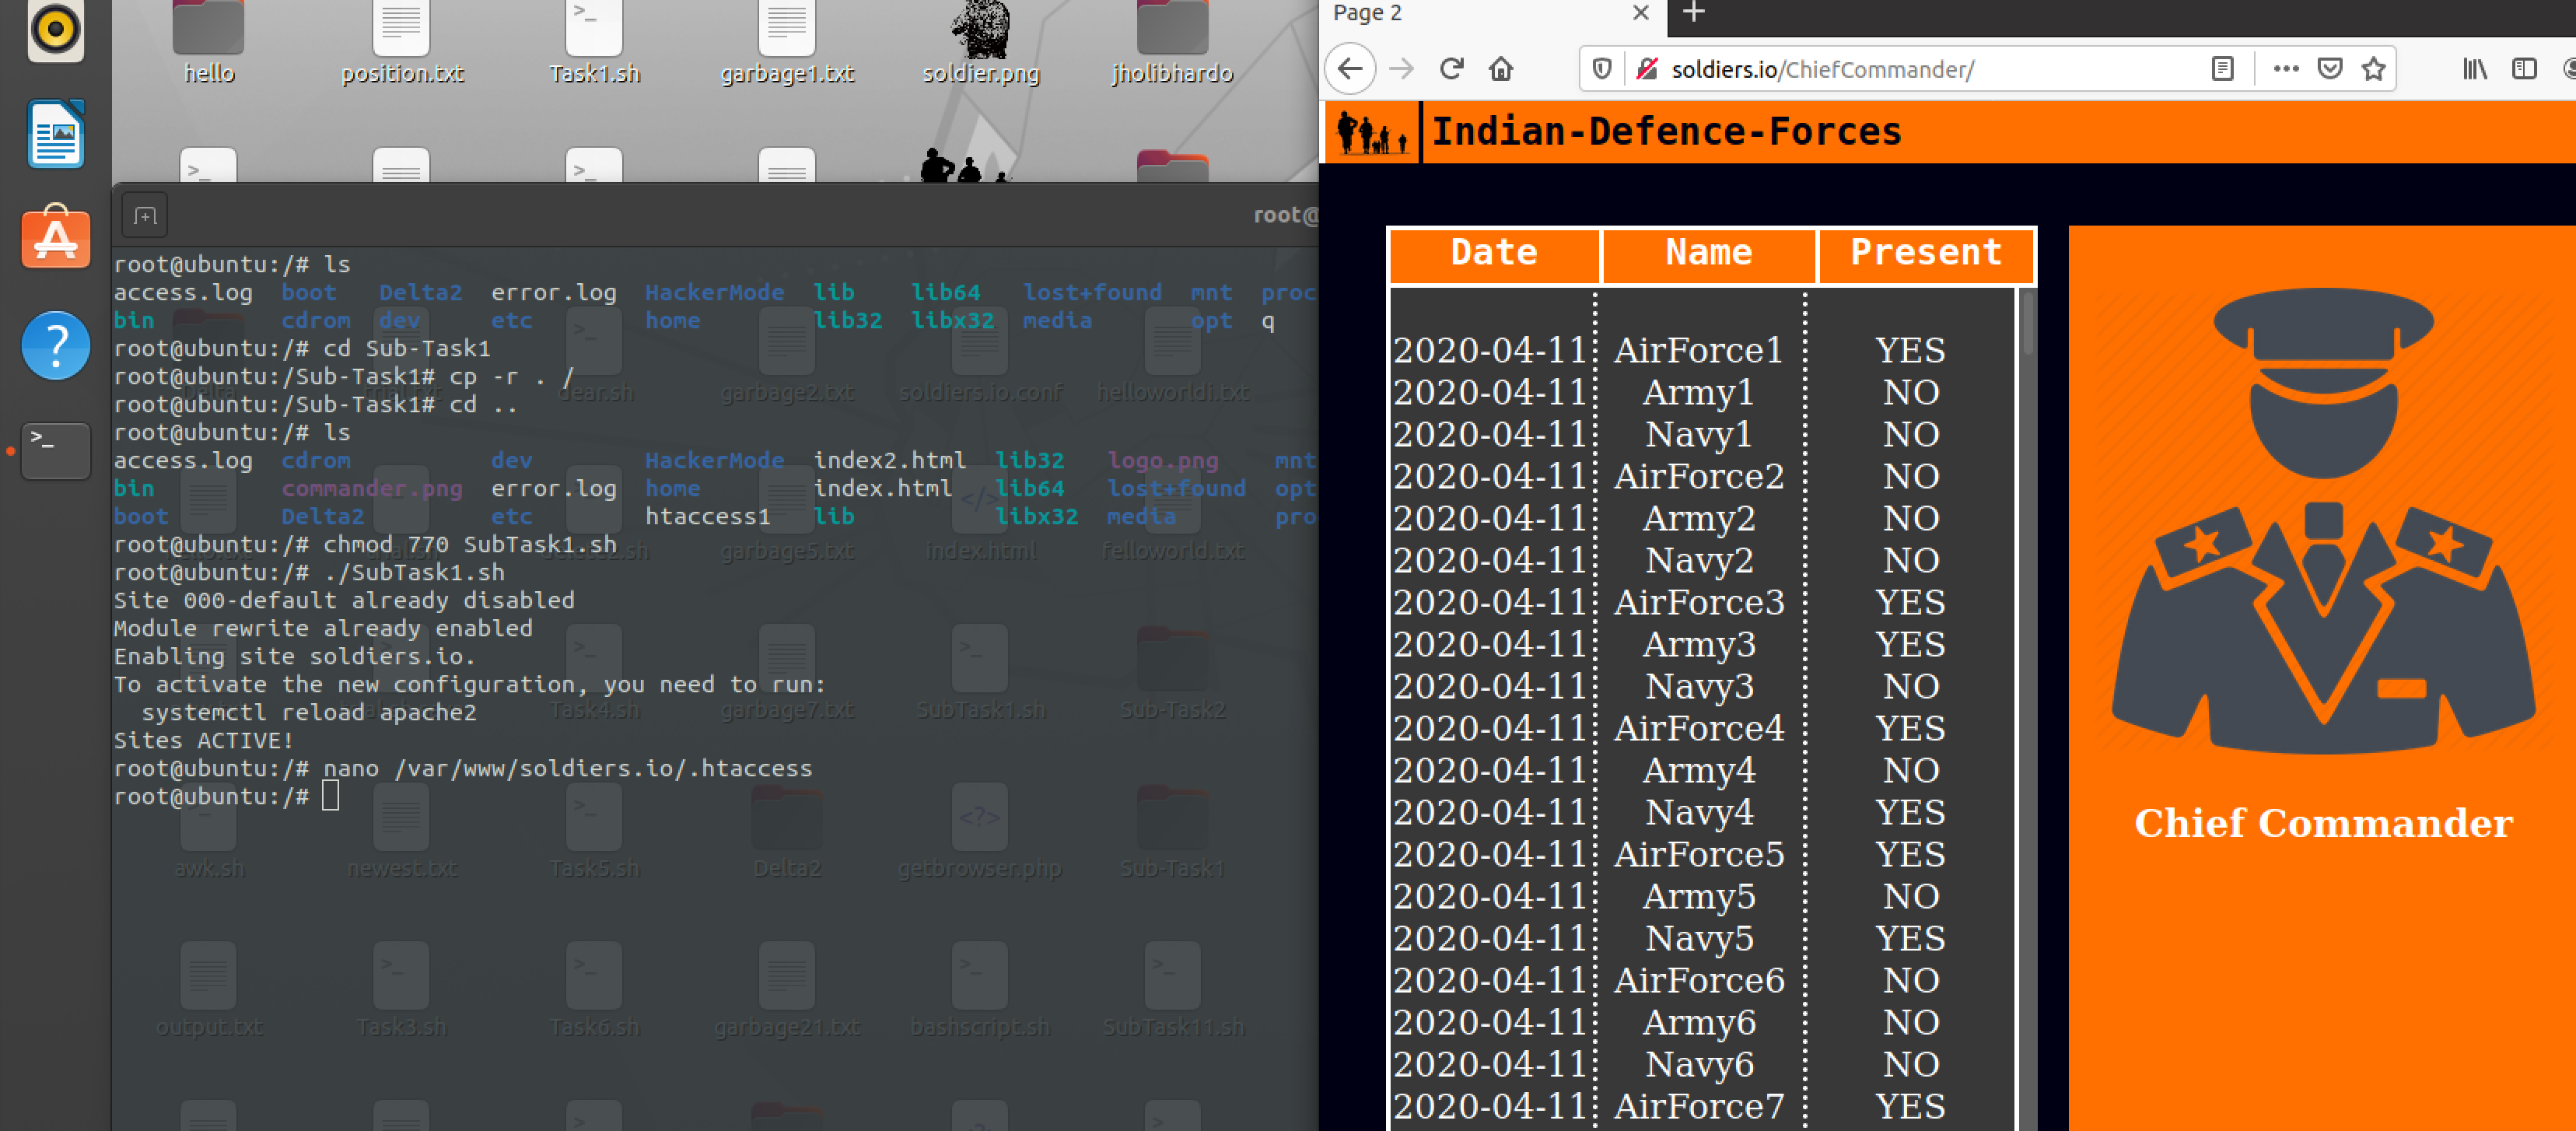 hello position.txt Task1.sh garbage1.txt soldier.png jholibhardo
root@
root@ubuntu:/# ls
access.log boot Delta2 error.log HackerMode lib lib64 lost+found mnt proc
bin cdrom dev etc home lib32 libx32 media opt q
root@ubuntu:/# cd Sub-Task1
root@ubuntu:/Sub-Task1# cp -r . /
root@ubuntu:/Sub-Task1# cd ..
dear.sh garbage2.txt soldiers.io.conf helloworldi.txt
root@ubuntu:/# ls
access.log cdrom dev HackerMode index2.html lib32 logo.png mnt
bin commander.png error.log home index.html lib64 lost+found opt
boot Delta2 etc htaccess1 lib libx32 media pro
root@ubuntu:/# chmod 770 SubTask1.sh
garbage5.txt index.html felloworld.txt
root@ubuntu:/# ./SubTask1.sh
Site 000-default already disabled
Module rewrite already enabled
Enabling site soldiers.io.
To activate the new configuration, you need to run:
systemctl reload apache2
Task4.sh garbage7.txt SubTask1.sh Sub-Task2
Sites ACTIVE!
root@ubuntu:/# nano /var/www/soldiers.io/.htaccess
root@ubuntu:/#
awk.sh newest.txt Task5.sh Delta2 getbrowser.php Sub-Task1
output.txt Task3.sh Task6.sh garbage21.txt bashscript.sh SubTask11.sh
Page 2
soldiers.io/ChiefCommander/
Indian-Defence-Forces
Date Name Present
2020-04-11 AirForce1 YES
2020-04-11 Army1 NO
2020-04-11 Navy1 NO
2020-04-11 AirForce2 NO
2020-04-11 Army2 NO
2020-04-11 Navy2 NO
2020-04-11 AirForce3 YES
2020-04-11 Army3 YES
2020-04-11 Navy3 NO
2020-04-11 AirForce4 YES
2020-04-11 Army4 NO
2020-04-11 Navy4 YES
2020-04-11 AirForce5 YES
2020-04-11 Army5 NO
2020-04-11 Navy5 YES
2020-04-11 AirForce6 NO
2020-04-11 Army6 NO
2020-04-11 Navy6 NO
2020-04-11 AirForce7 YES
Chief Commander